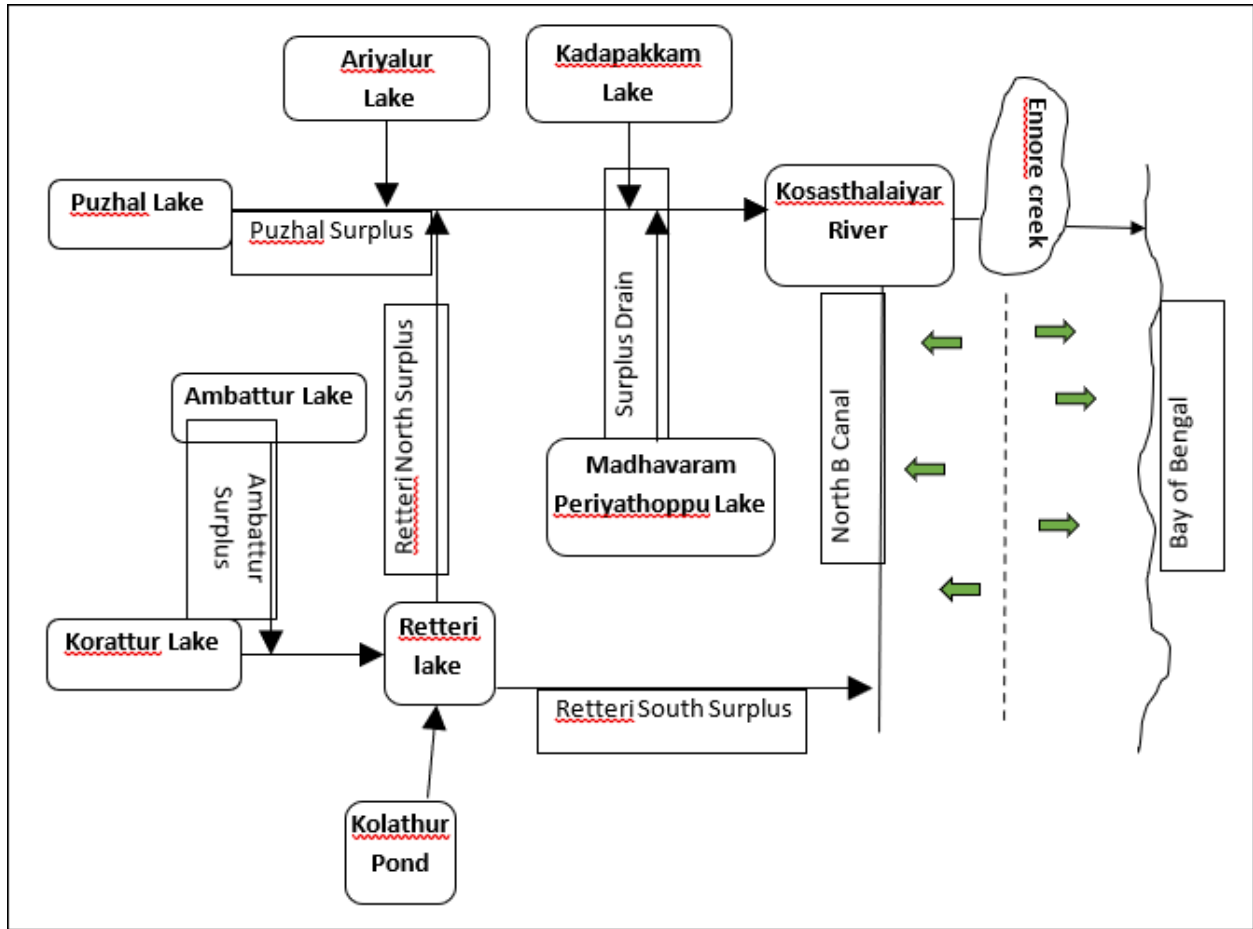 Ariyalur
Lake
Kadapakkam
Lake
Ennore creek
Puzhal Lake
Puzhal Surplus
Kosasthalaiyar
River
Ambattur Lake
Ambattur
Surplus
Retteri North Surplus
Surplus Drain
Madhavaram
Periyathoppu Lake
North B Canal
Bay of Bengal
Korattur Lake
Retteri
lake
Retteri South Surplus
Kolathur
Pond